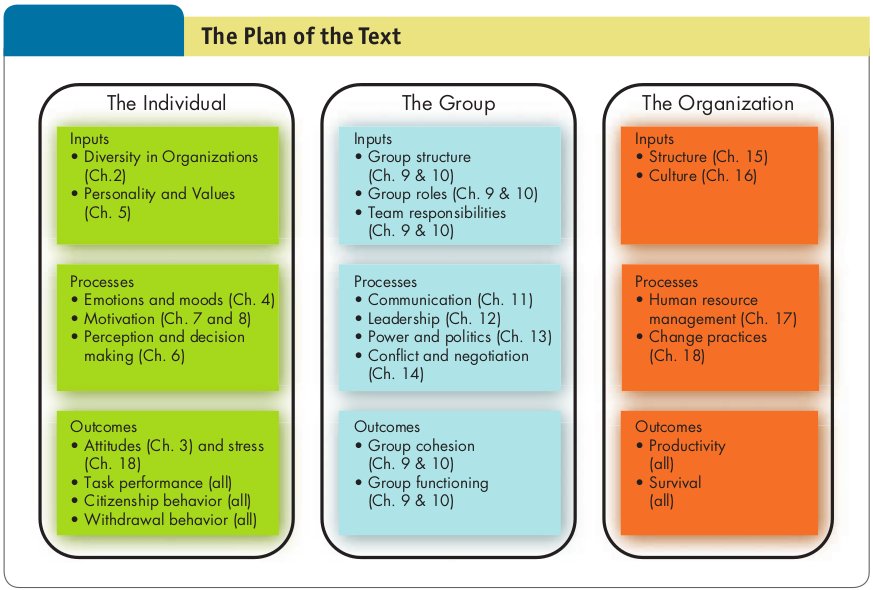 The Plan of the Text
The Individual
Inputs
• Diversity in Organizations
(Ch.2)
• Personality and Values
(Ch. 5)
Processes
• Emotions and moods (Ch. 4)
• Motivation (Ch. 7 and 8)
• Perception and decision
making (Ch. 6)
Outcomes
• Attitudes (Ch. 3) and stress
(Ch. 18)
• Task performance (all)
• Citizenship behavior (all)
• Withdrawal behavior (all)
The Group
Inputs
• Group structure
(Ch. 9 & 10)
• Group roles (Ch. 9 & 10)
• Team responsibilities
(Ch. 9 & 10)
Processes
• Communication (Ch. 11)
• Leadership (Ch. 12)
• Power and politics (Ch. 13)
• Conflict and negotiation
(Ch. 14)
Outcomes
• Group cohesion
(Ch. 9 & 10)
• Group functioning
(Ch. 9 & 10)
The Organization
Inputs
• Structure (Ch. 15)
• Culture (Ch. 16)
Processes
• Human resource
management (Ch. 17)
• Change practices
(Ch. 18)
Outcomes
• Productivity
(all)
• Survival
(all)